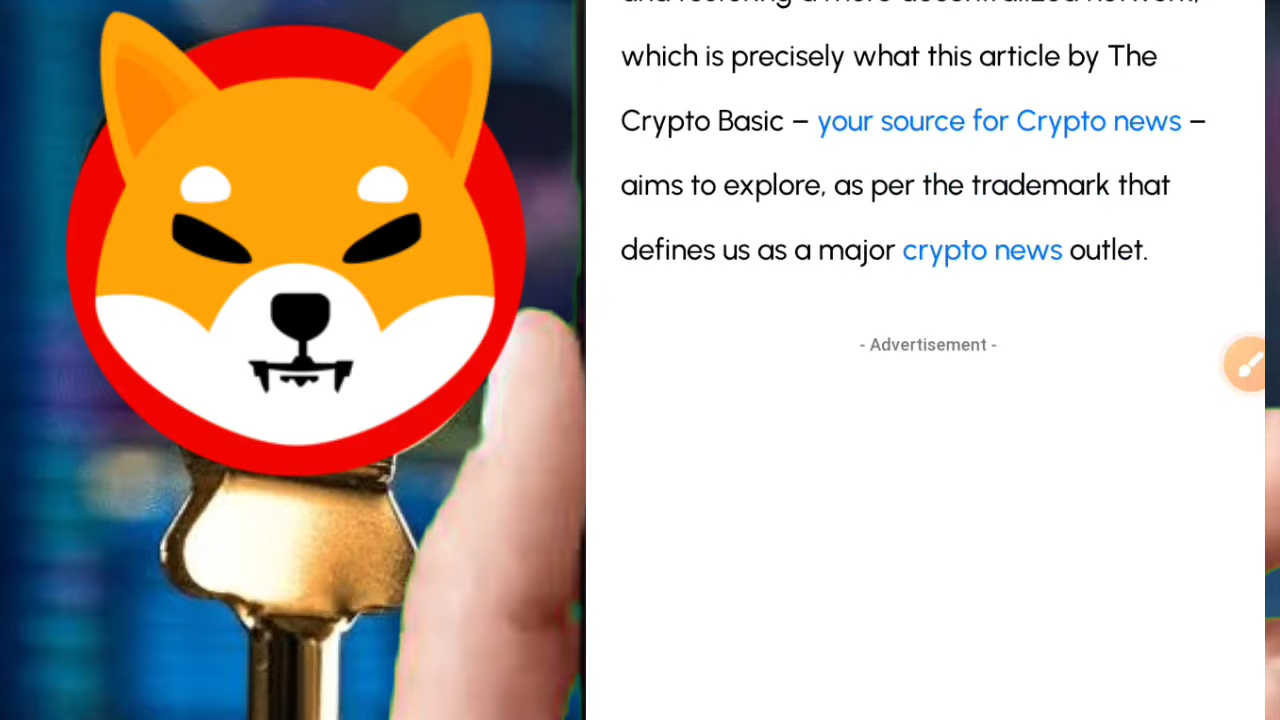 which is precisely what this article by The
Crypto Basic – your source for Crypto news –
aims to explore, as per the trademark that
defines us as a major crypto news outlet.
- Advertisement -